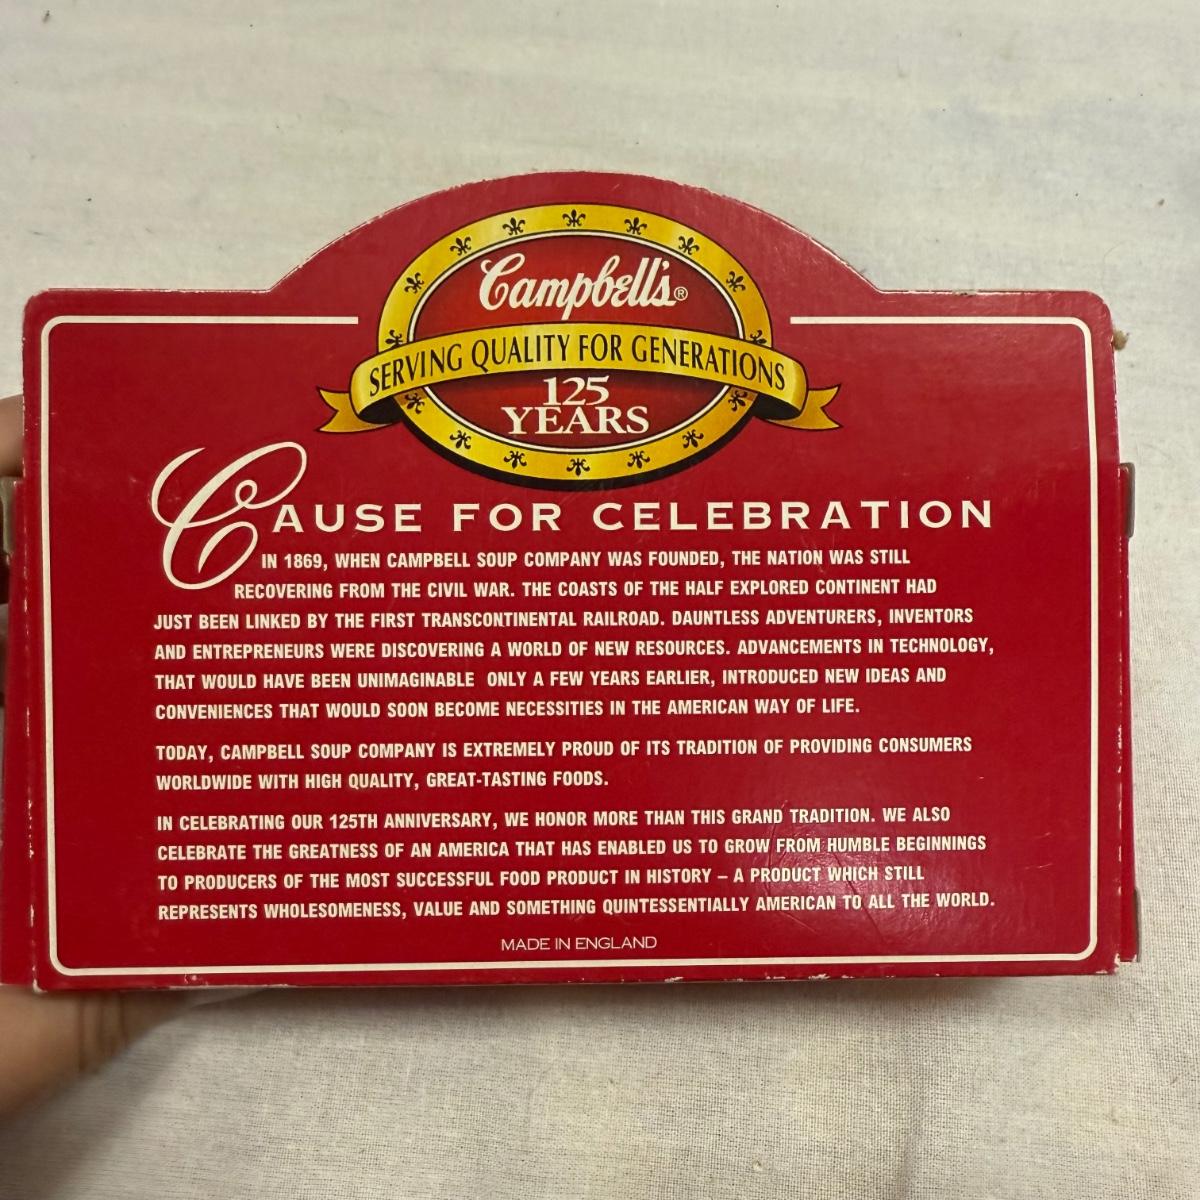 Campbell's®
SERVING QUALITY FOR GENERATIONS
125
YEARS
CAUSE FOR CELEBRATION
IN 1869, WHEN CAMPBELL SOUP COMPANY WAS FOUNDED, THE NATION WAS STILL
RECOVERING FROM THE CIVIL WAR. THE COASTS OF THE HALF EXPLORED CONTINENT HAD
JUST BEEN LINKED BY THE FIRST TRANSCONTINENTAL RAILROAD. DAUNTLESS ADVENTURERS, INVENTORS
AND ENTREPRENEURS WERE DISCOVERING A WORLD OF NEW RESOURCES. ADVANCEMENTS IN TECHNOLOGY,
THAT WOULD HAVE BEEN UNIMAGINABLE ONLY A FEW YEARS EARLIER, INTRODUCED NEW IDEAS AND
CONVENIENCES THAT WOULD SOON BECOME NECESSITIES IN THE AMERICAN WAY OF LIFE.
TODAY, CAMPBELL SOUP COMPANY IS EXTREMELY PROUD OF ITS TRADITION OF PROVIDING CONSUMERS
WORLDWIDE WITH HIGH QUALITY, GREAT-TASTING FOODS.
IN CELEBRATING OUR 125TH ANNIVERSARY, WE HONOR MORE THAN THIS GRAND TRADITION. WE ALSO
CELEBRATE THE GREATNESS OF AN AMERICA THAT HAS ENABLED US TO GROW FROM HUMBLE BEGINNINGS
TO PRODUCERS OF THE MOST SUCCESSFUL FOOD PRODUCT IN HISTORY – A PRODUCT WHICH STILL
REPRESENTS WHOLESOMENESS, VALUE AND SOMETHING QUINTESSENTIALLY AMERICAN TO ALL THE WORLD.
MADE IN ENGLAND